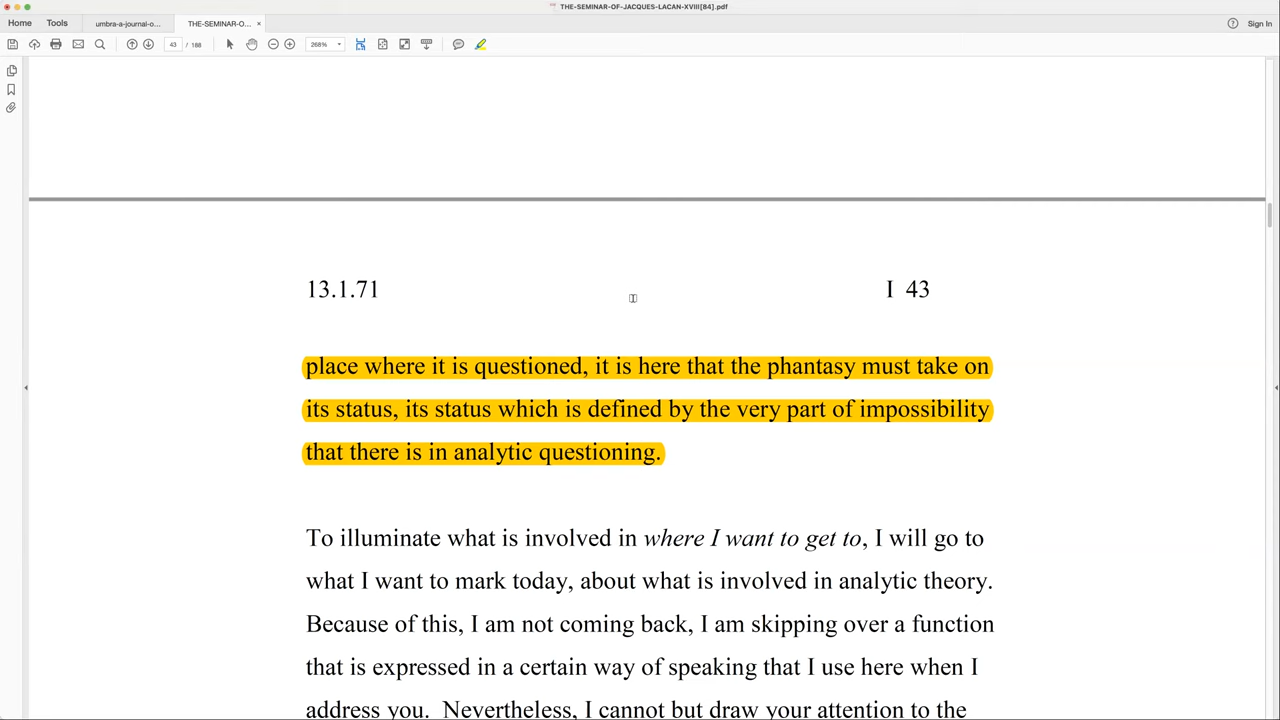 THE-SEMINAR-OF-JACQUES-LACAN-XVIII[84].pdf
Home Tools umbra-a-journal-o... THE-SEMINAR-O... × Sign In
43 / 188 268%
13.1.71 I 43
place where it is questioned, it is here that the phantasy must take on
its status, its status which is defined by the very part of impossibility
that there is in analytic questioning.
To illuminate what is involved in where I want to get to, I will go to
what I want to mark today, about what is involved in analytic theory.
Because of this, I am not coming back, I am skipping over a function
that is expressed in a certain way of speaking that I use here when I
address you. Nevertheless, I cannot but draw your attention to the